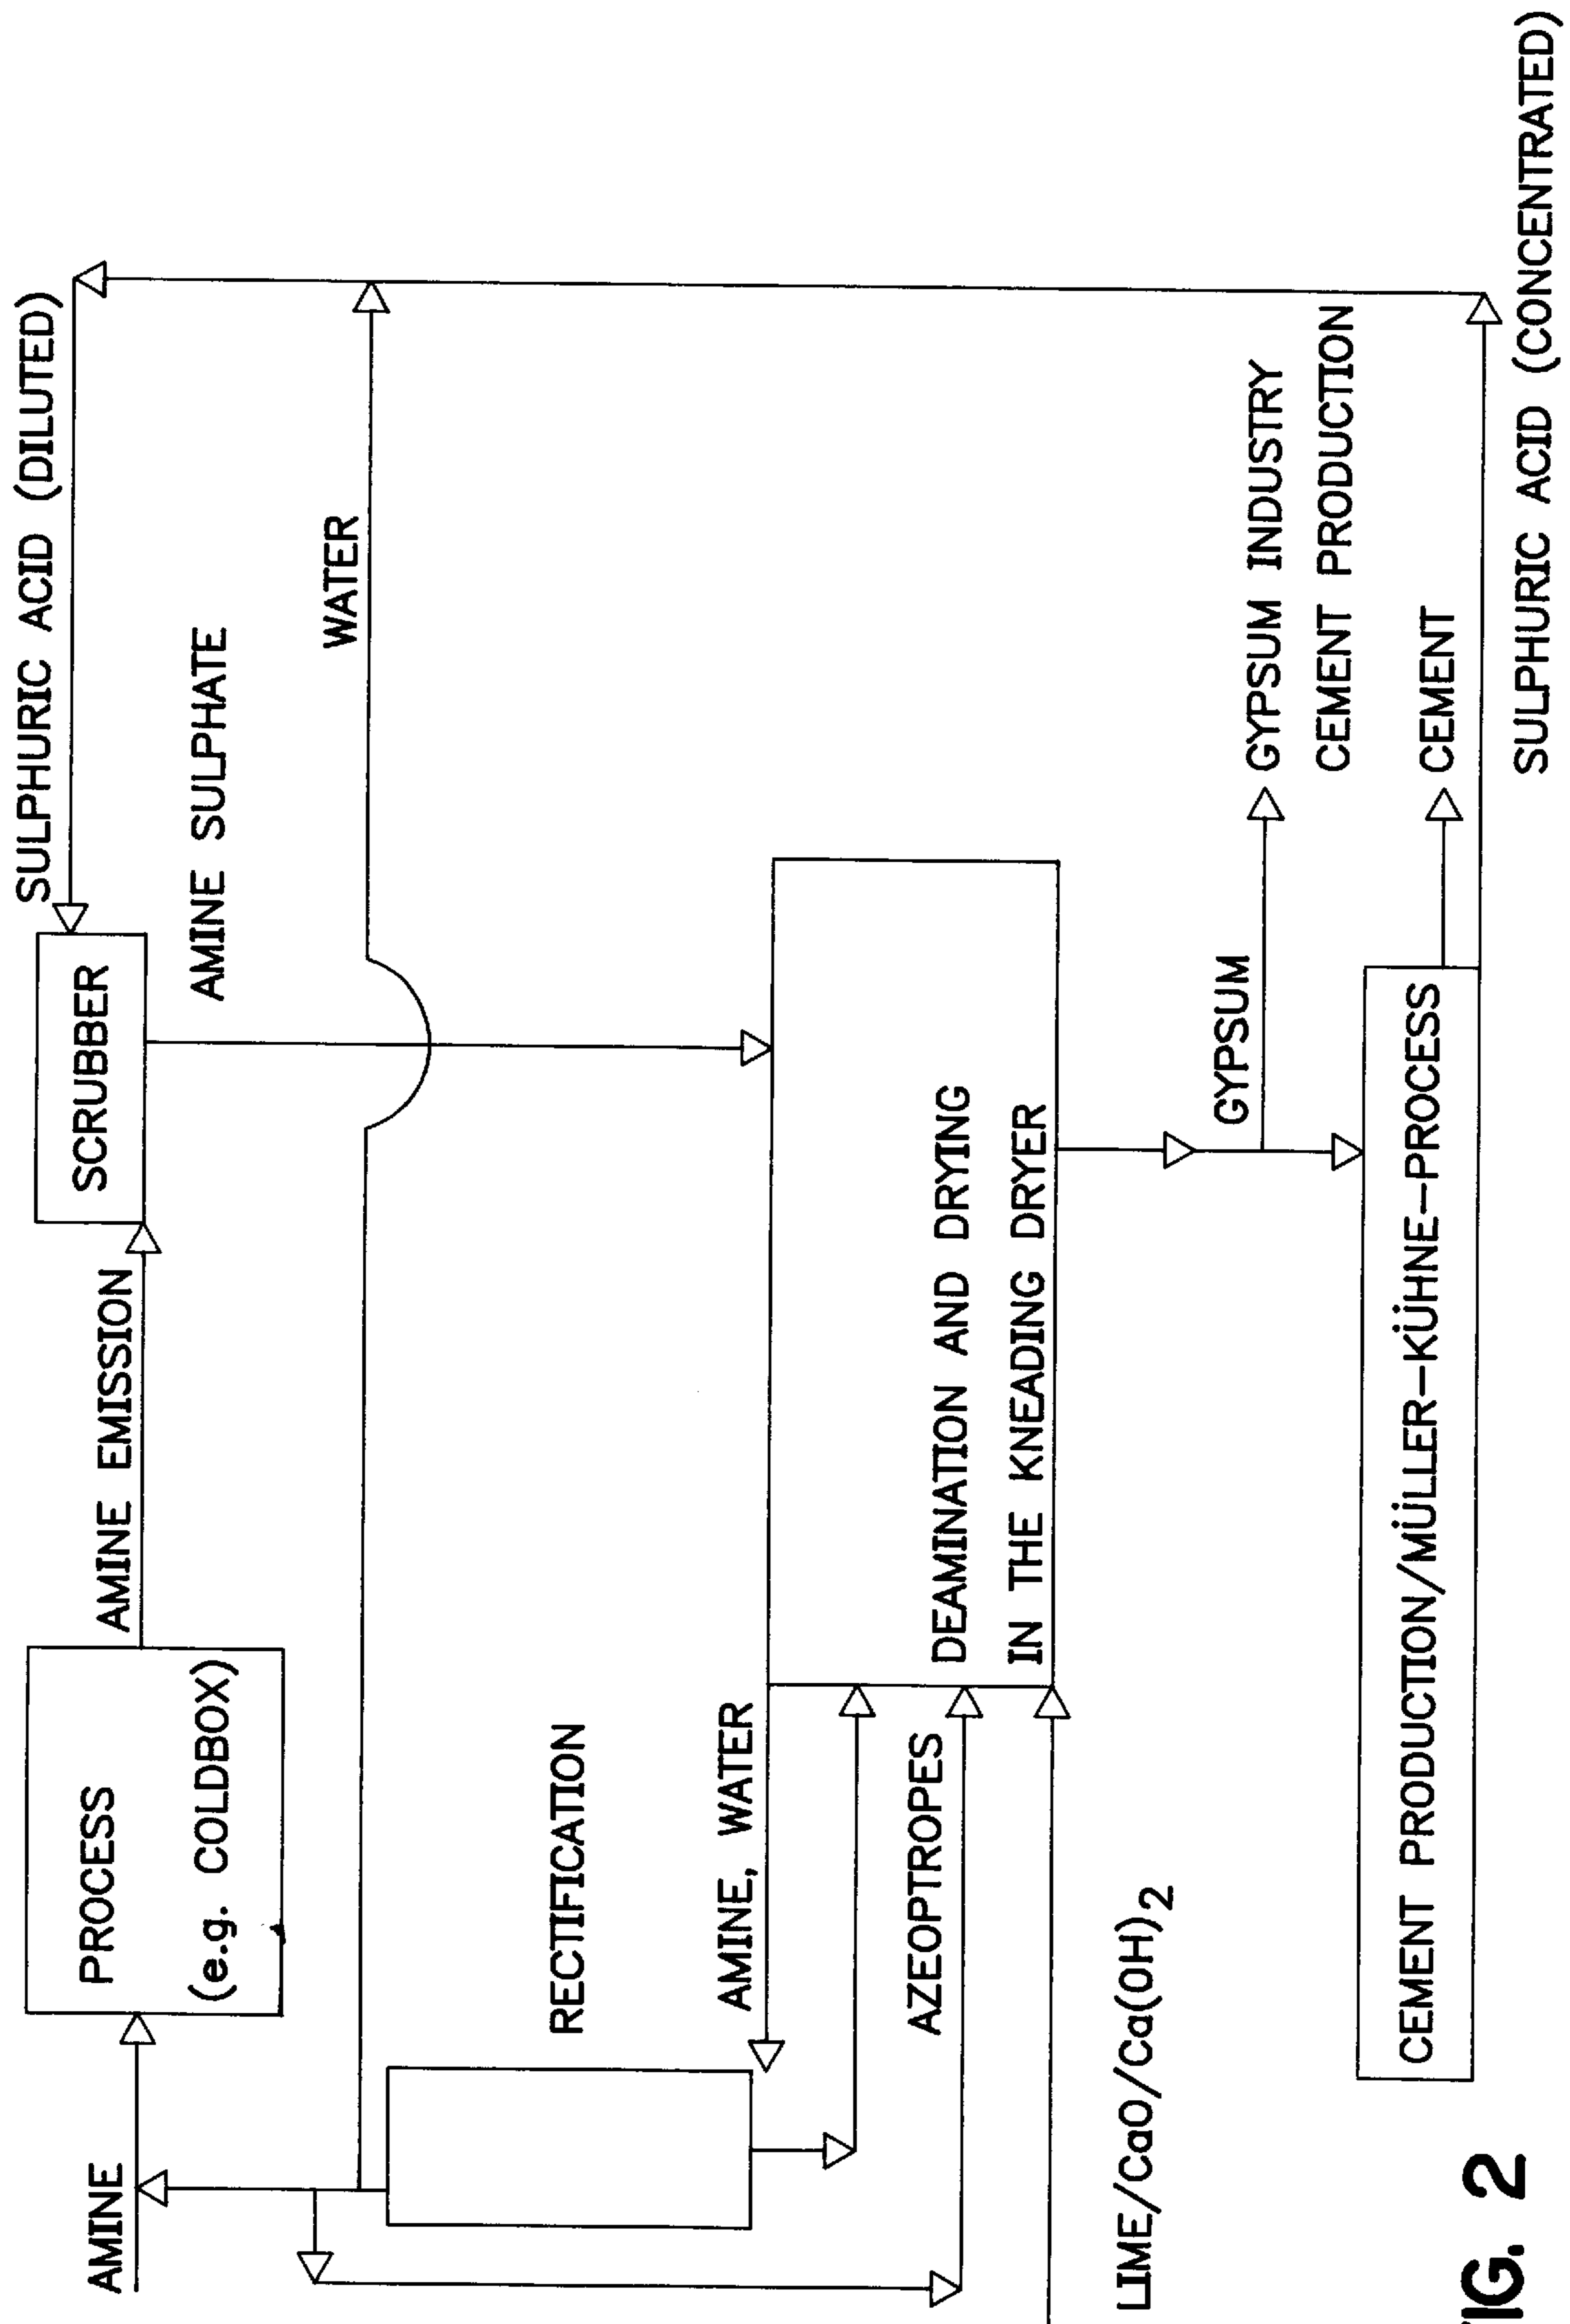 SULPHURIC ACID (DILUTED)
AMINE
PROCESS
(e.g. COLDBOX)
AMINE EMISSION
SCRUBBER
AMINE SULPHATE
WATER
RECTIFICATION
AMINE, WATER
AZEOPTROPES
DEAMINATION AND DRYING
IN THE KNEADING DRYER
LIME/CaO/Ca(OH)2
GYPSUM
GYPSUM INDUSTRY
CEMENT PRODUCTION
CEMENT PRODUCTION/MÜLLER-KÜHNE-PROCESS
CEMENT
SULPHURIC ACID (CONCENTRATED)
IG. 2